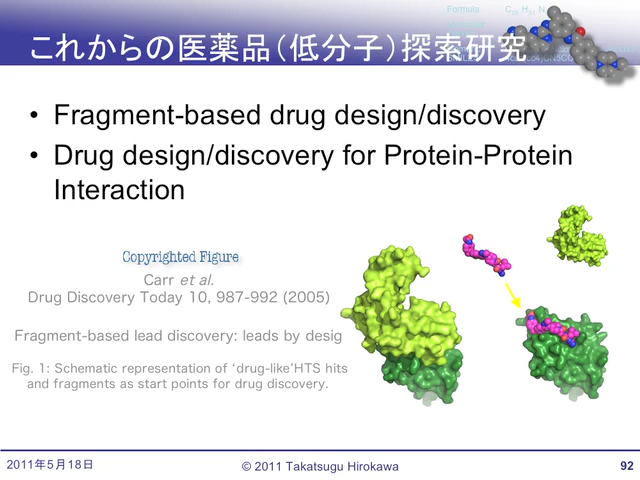 Formula
これからの医薬品（低分子）探索研究
• Fragment-based drug design/discovery
• Drug design/discovery for Protein-Protein
Interaction
Copyrighted Figure
Carr et al.
Drug Discovery Today 10, 987-992 (2005)
Fragment-based lead discovery: leads by desig
Fig. 1: Schematic representation of ‘drug-like’HTS hits
and fragments as start points for drug discovery.
2011年5月18日
© 2011 Takatsugu Hirokawa
92